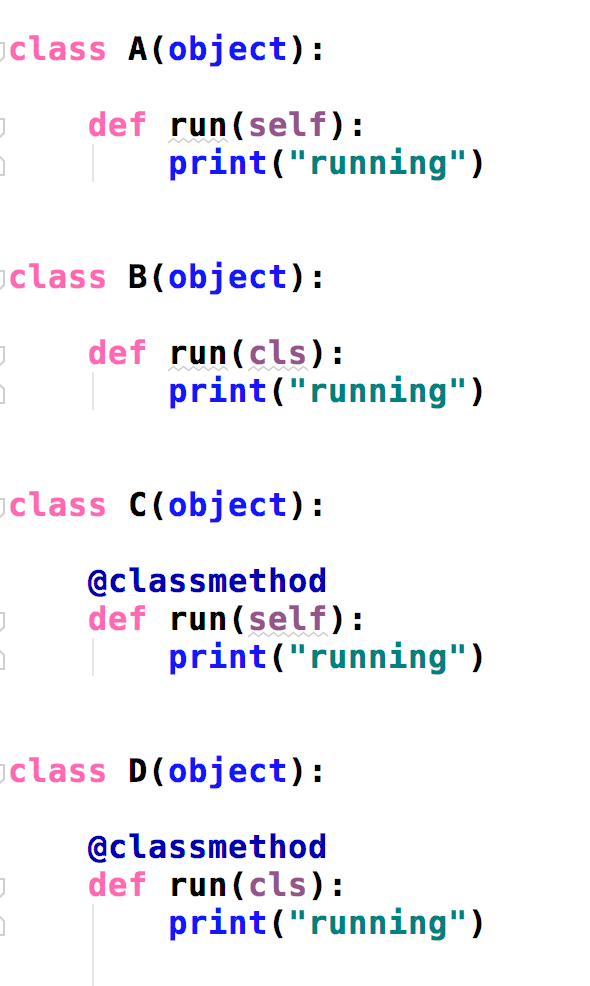 class A(object):
def run(self):
print("running")
class B(object):
def run(cls):
print("running")
class C(object):
@classmethod
def run(self):
print("running")
class D(object):
@classmethod
def run(cls):
print("running")